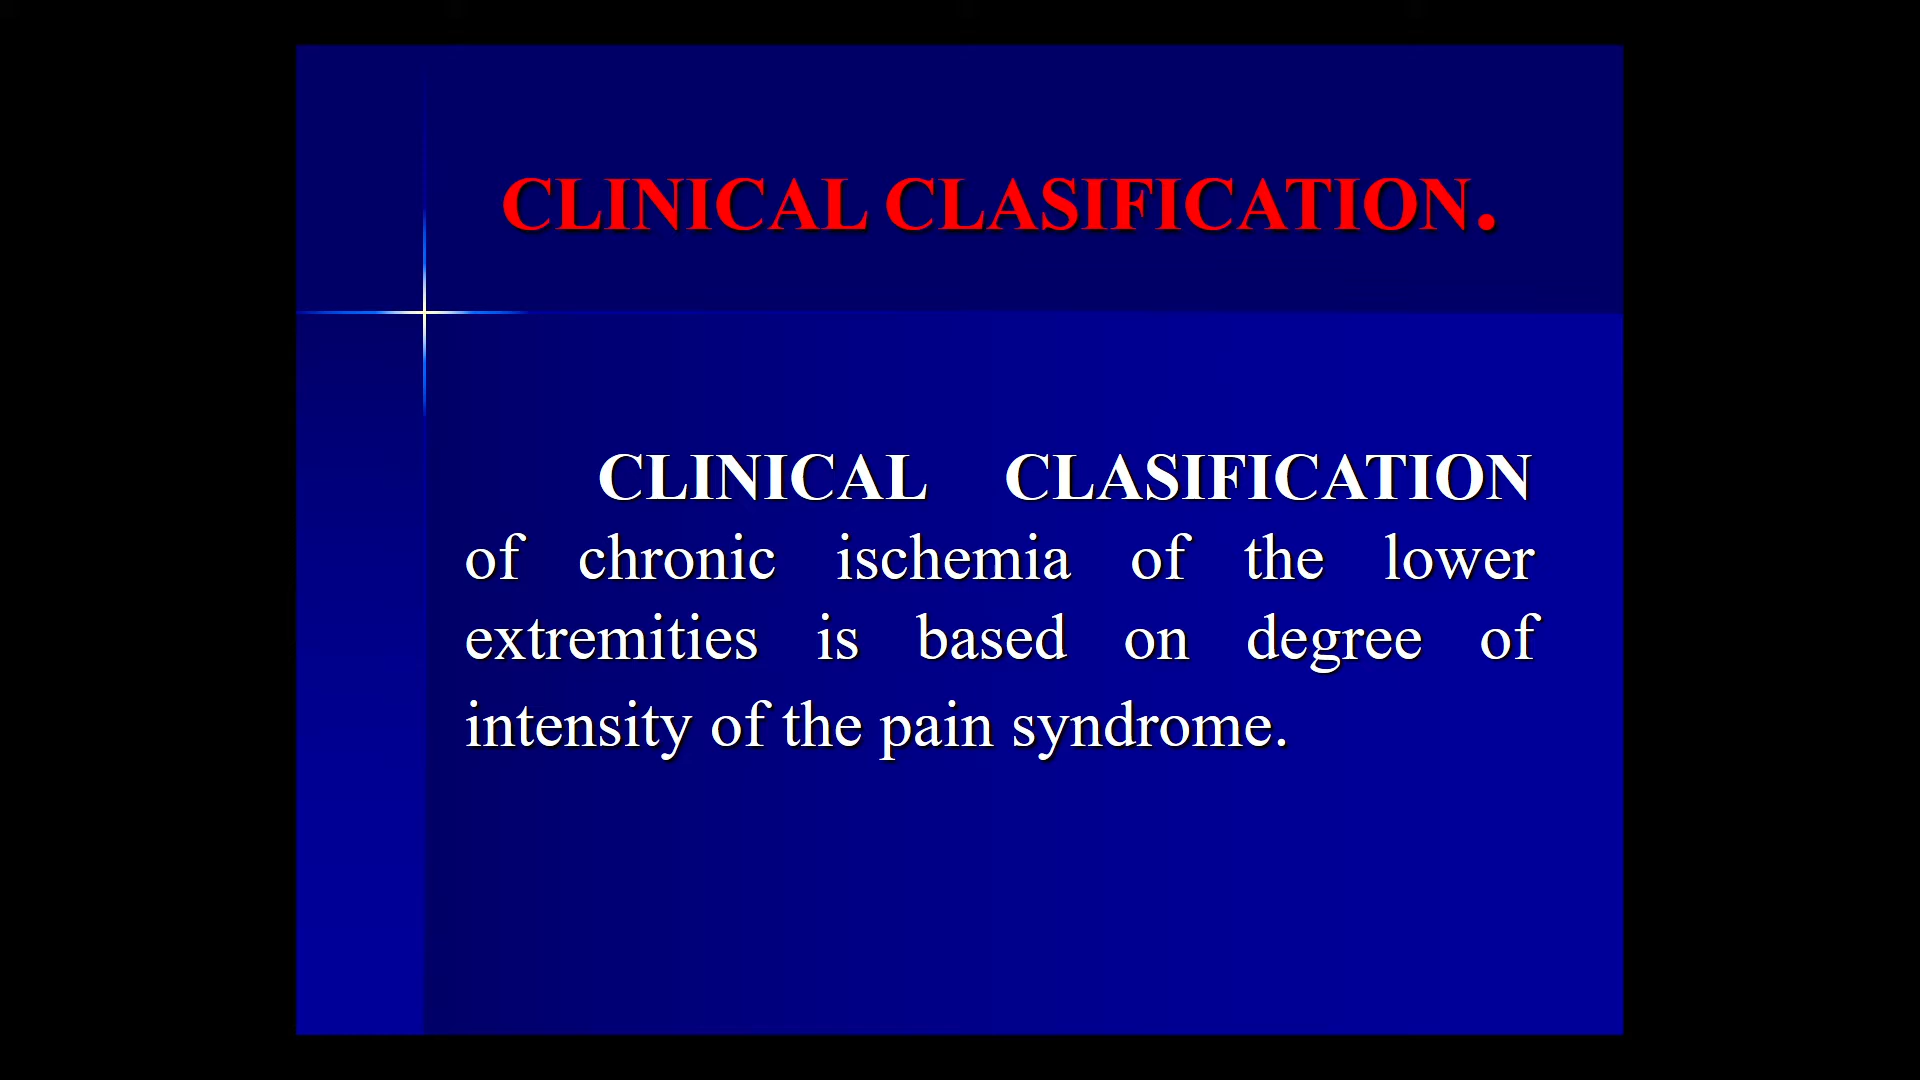 CLINICAL CLASIFICATION.
CLINICAL CLASIFICATION
of chronic ischemia of the lower
extremities is based on degree of
intensity of the pain syndrome.